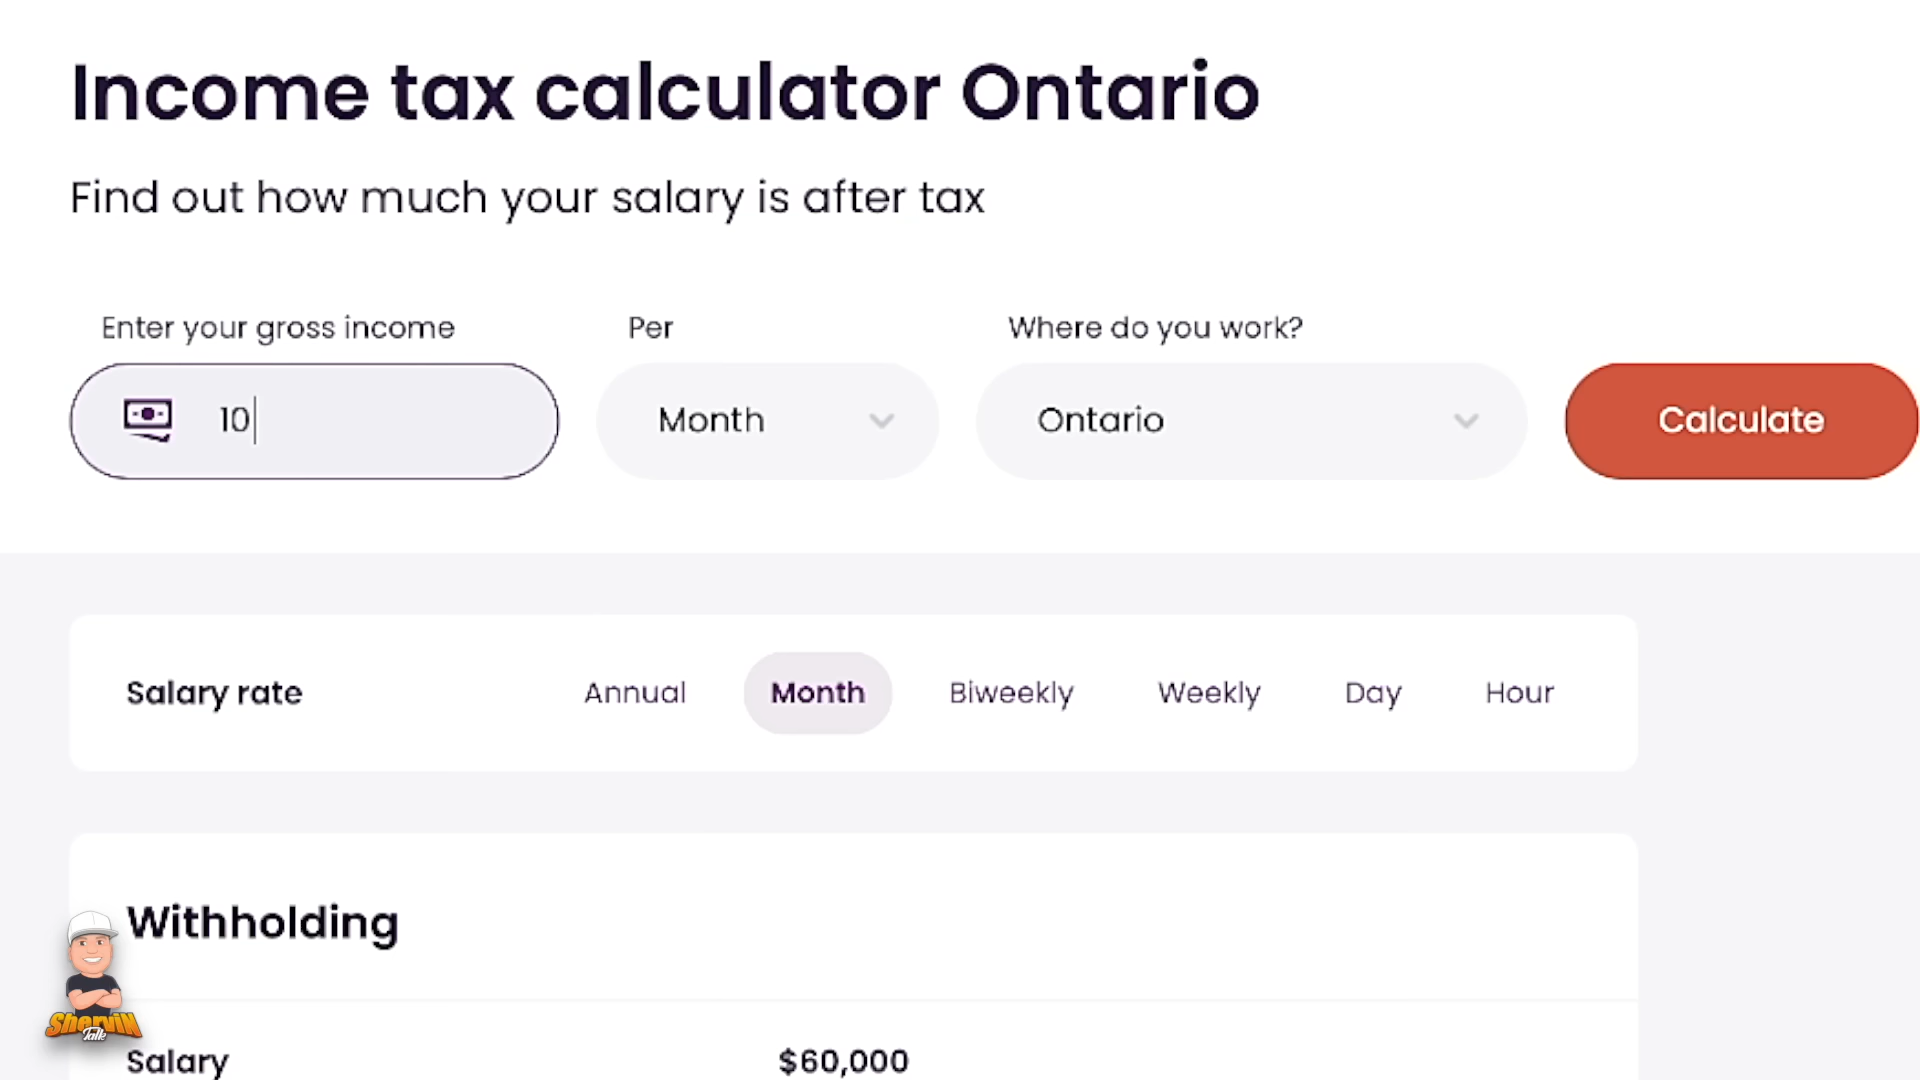 Income tax calculator Ontario
Find out how much your salary is after tax
Enter your gross income Per Where do you work?
10 Month Ontario Calculate
Salary rate Annual Month Biweekly Weekly Day Hour
Withholding
Shervin
Talk
Salary $60,000